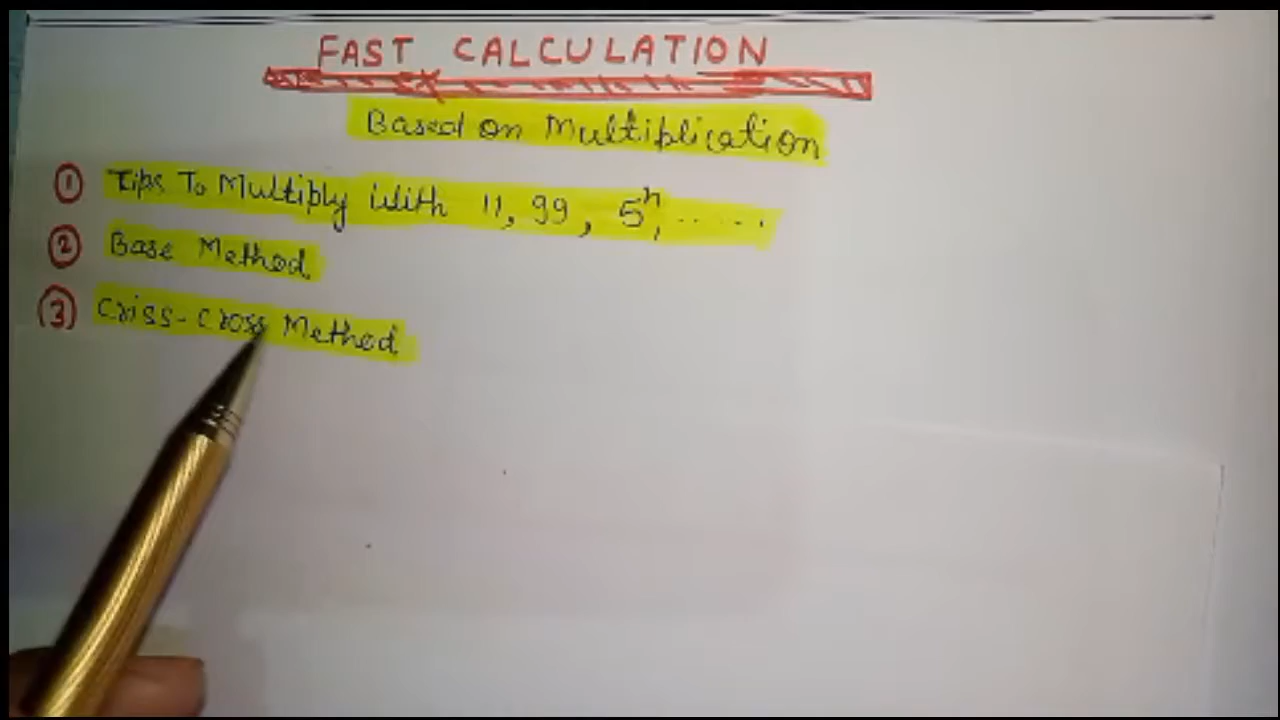 FAST CALCULATION
Based on Multiplication
① Tips To Multiply With 11, 99, 5ⁿ, ......
② Base Method
③ Criss-Cross Method